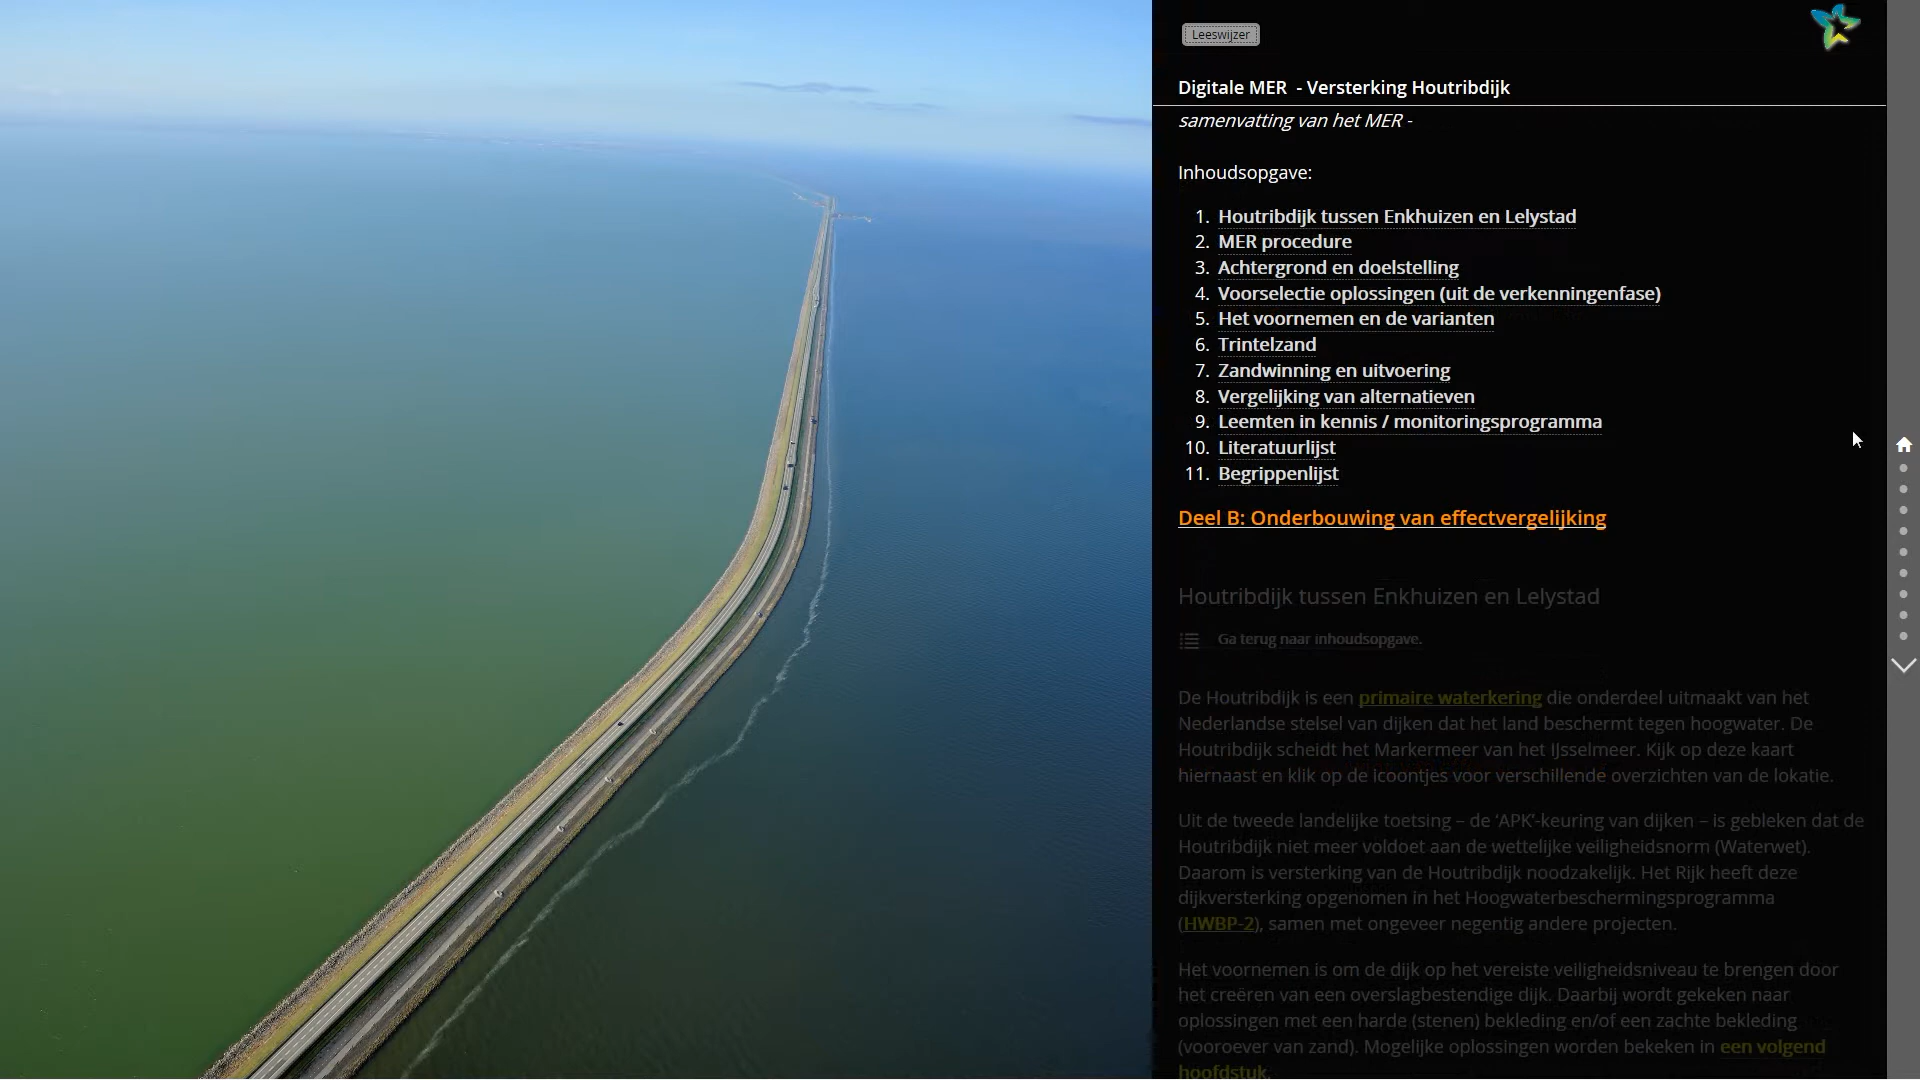 Leeswijzer
Digitale MER - Versterking Houtribdijk
samenvatting van het MER -
Inhoudsopgave:
1. Houtribdijk tussen Enkhuizen en Lelystad
2. MER procedure
3. Achtergrond en doelstelling
4. Voorselectie oplossingen (uit de verkenningenfase)
5. Het voornemen en de varianten
6. Trintelzand
7. Zandwinning en uitvoering
8. Vergelijking van alternatieven
9. Leemten in kennis / monitoringsprogramma
10. Literatuurlijst
11. Begrippenlijst
Deel B: Onderbouwing van effectvergelijking
Houtribdijk tussen Enkhuizen en Lelystad
Ga terug naar inhoudsopgave.
De Houtribdijk is een primaire waterkering die onderdeel uitmaakt van het
Nederlandse stelsel van dijken dat het land beschermt tegen hoogwater. De
Houtribdijk scheidt het Markermeer van het IJsselmeer. Kijk op deze kaart
hiernaast en klik op de icoontjes voor verschillende overzichten van de lokatie.
Uit de tweede landelijke toetsing – de ‘APK’-keuring van dijken – is gebleken dat de
Houtribdijk niet meer voldoet aan de wettelijke veiligheidsnorm (Waterwet).
Daarom is versterking van de Houtribdijk noodzakelijk. Het Rijk heeft deze
dijkversterking opgenomen in het Hoogwaterbeschermingsprogramma
(HWBP-2), samen met ongeveer negentig andere projecten.
Het voornemen is om de dijk op het vereiste veiligheidsniveau te brengen door
het creëren van een overslagbestendige dijk. Daarbij wordt gekeken naar
oplossingen met een harde (stenen) bekleding en/of een zachte bekleding
(vooroever van zand). Mogelijke oplossingen worden bekeken in een volgend
hoofdstuk.